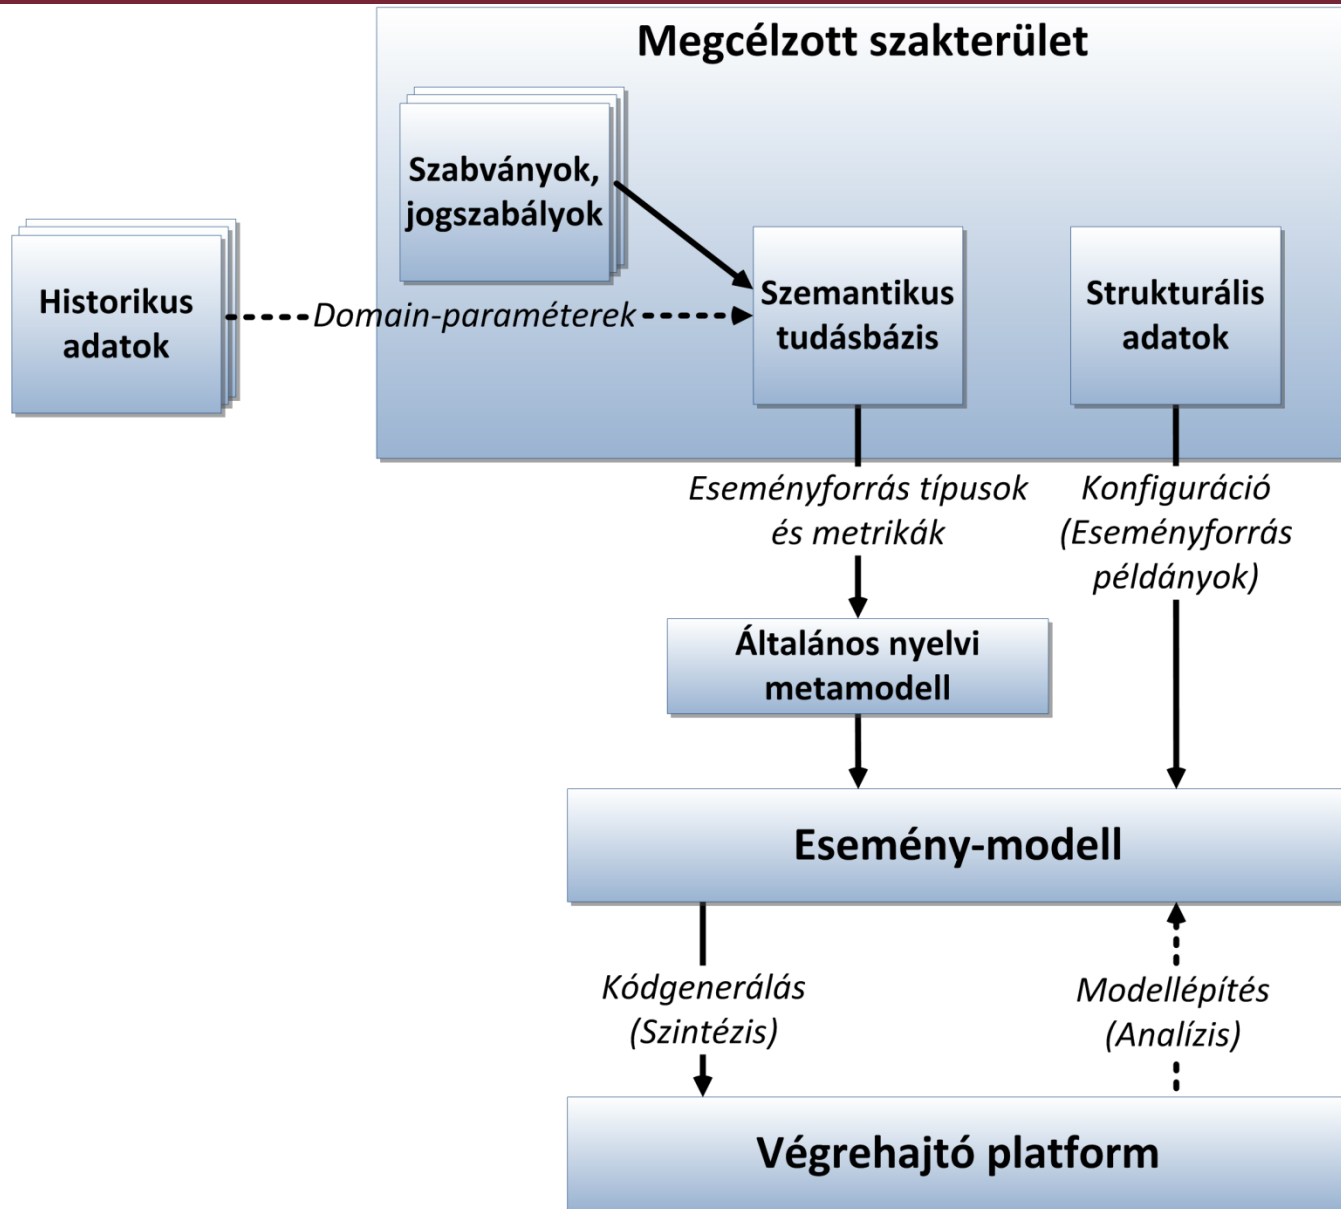 Megcélzott szakterület
Szabványok,
jogszabályok
Historikus
adatok
Domain-paraméterek
Szemantikus
tudásbázis
Strukturális
adatok
Eseményforrás típusok
és metrikák
Konfiguráció
(Eseményforrás
példányok)
Általános nyelvi
metamodell
Esemény-modell
Kódgenerálás
(Szintézis)
Modellépítés
(Analízis)
Végrehajtó platform